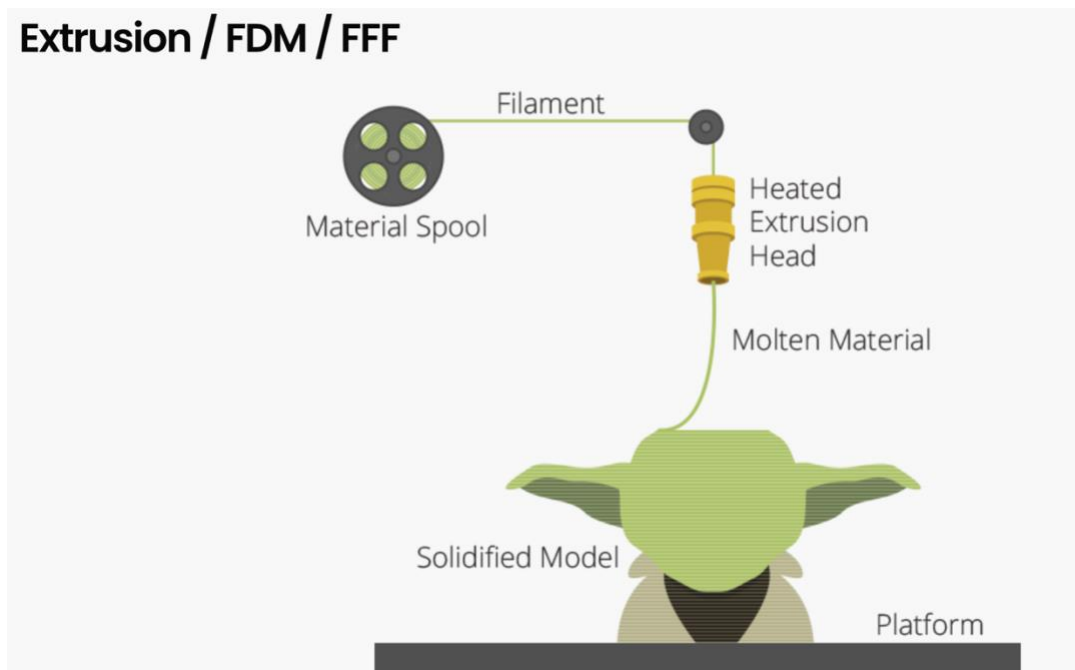 Extrusion / FDM / FFF
Filament
Material Spool
Heated
Extrusion
Head
Molten Material
Solidified Model
Platform